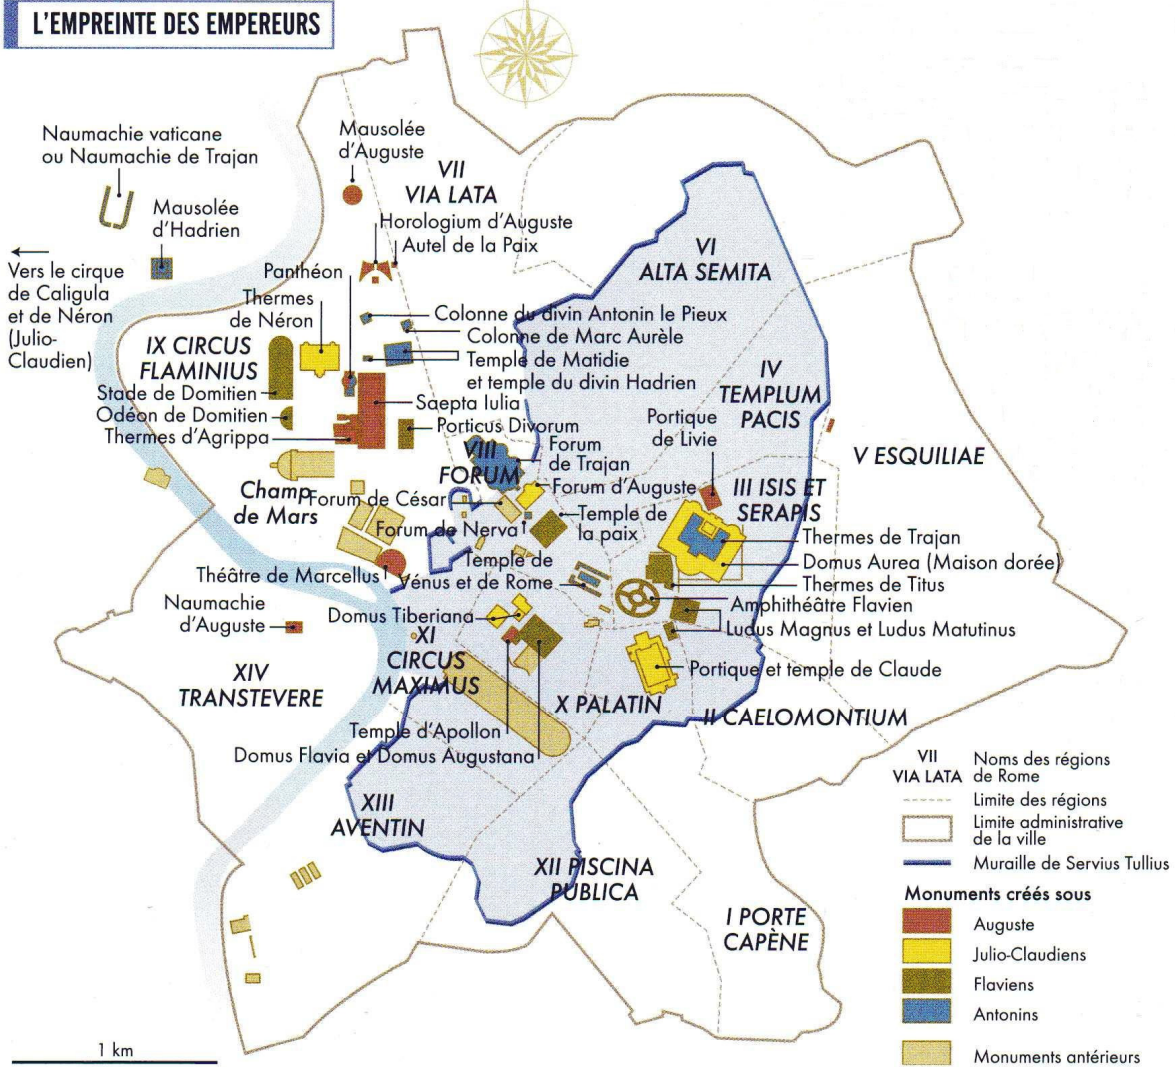 L'EMPREINTE DES EMPEREURS
Naumachie vaticane
ou Naumachie de Trajan
Mausolée
d'Hadrien
Vers le cirque
de Caligula
et de Néron
(Julio-
Claudien)
Mausolée
d'Auguste
VII
VIA LATA
Horologium d'Auguste
Autel de la Paix
Panthéon
Thermes
de Néron
Colonne du divin Antonin le Pieux
Colonne de Marc Aurèle
Temple de Matidie
et temple du divin Hadrien
IX CIRCUS
FLAMINIUS
Stade de Domitien
Odéon de Domitien
Thermes d'Agrippa
Saepta Iulia
Porticus Divorum
VI
ALTA SEMITA
IV
TEMPLUM
PACIS
Portique
de Livie
V ESQUILIAE
VIII
FORUM
Forum
de Trajan
Forum d'Auguste
III ISIS ET
SERAPIS
Champ
de Mars
Forum de César
Forum de Nerva
Temple de
la paix
Thermes de Trajan
Domus Aurea (Maison dorée)
Thermes de Titus
Théâtre de Marcellus
Temple de
Vénus et de Rome
Amphithéâtre Flavien
Ludus Magnus et Ludus Matutinus
Naumachie
d'Auguste
Domus Tiberiana
XI
CIRCUS
MAXIMUS
Portique et temple de Claude
XIV
TRANSTEVERE
X PALATIN
II CAELOMONTIUM
Temple d'Apollon
Domus Flavia et Domus Augustana
XIII
AVENTIN
XII PISCINA
PUBLICA
I PORTE
CAPÈNE
VII
VIA LATA
Noms des régions
de Rome
Limite des régions
Limite administrative
de la ville
Muraille de Servius Tullius
Monuments créés sous
Auguste
Julio-Claudiens
Flaviens
Antonins
Monuments antérieurs
1 km